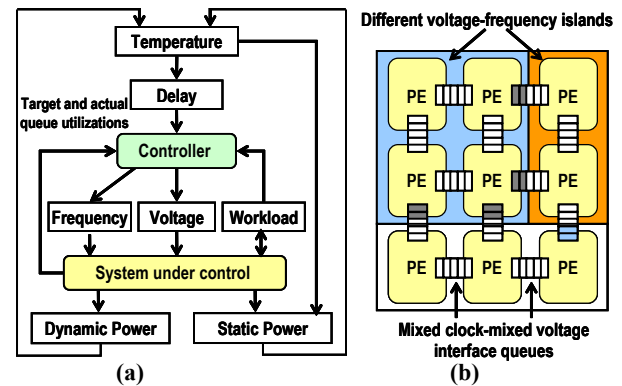 Temperature
Delay
Target and actual
queue utilizations
Controller
Frequency
Voltage
Workload
System under control
Dynamic Power
Static Power
(a)
Different voltage-frequency islands
PE
PE
PE
PE
PE
PE
PE
PE
PE
Mixed clock-mixed voltage
interface queues
(b)